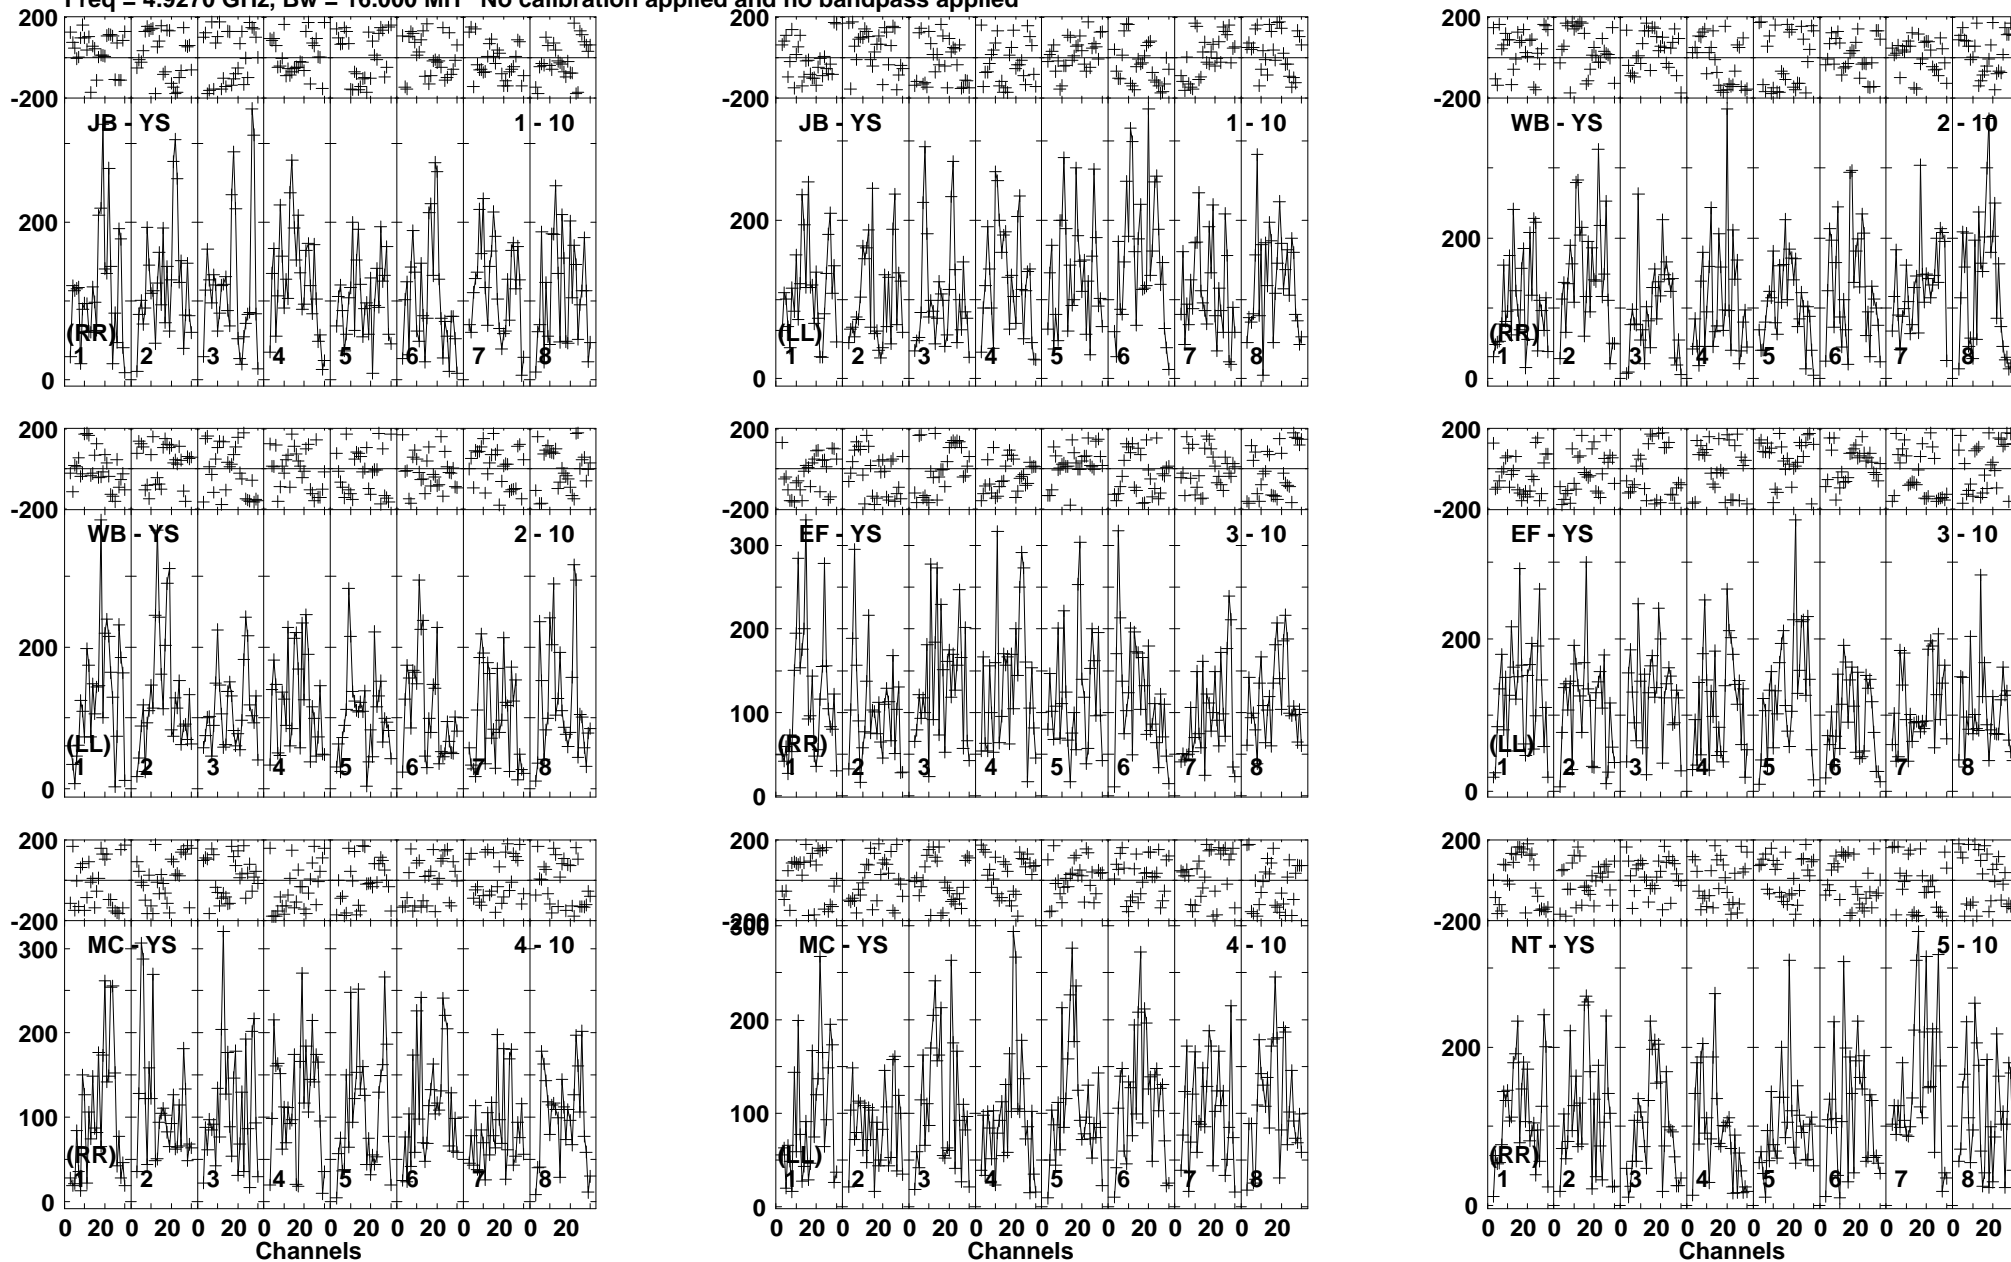 Freq = 4.9270 GHz, Bw = 16.000 MH No calibration applied and no bandpass applied
200 200 200
-200 -200 -200
JB - YS 1 - 10 JB - YS 1 - 10 WB - YS 2 - 10
200 200 200
(RR) (LL) (RR)
1 2 3 4 5 6 7 8 1 2 3 4 5 6 7 8 1 2 3 4 5 6 7 8
0 0 0
200 200 200
-200 -200 -200
WB - YS 2 - 10 EF - YS 3 - 10 EF - YS 3 - 10
300
200 200 200
100
(LL) (RR) (LL)
1 2 3 4 5 6 7 8 1 2 3 4 5 6 7 8 1 2 3 4 5 6 7 8
0 0 0
200 200 200
-200 -200 -200
300 300
MC - YS 4 - 10 MC - YS 4 - 10 NT - YS 5 - 10
200 200 200
100 100
(RR) (LL) (RR)
1 2 3 4 5 6 7 8 1 2 3 4 5 6 7 8 1 2 3 4 5 6 7 8
0 0 0
0 20 0 20 0 20 0 20 0 20 0 20 0 20 0 20 0 20 0 20 0 20 0 20 0 20 0 20 0 20 0 20 0 20 0 20 0 20 0 20 0 20 0 20 0 20 0 20
Channels Channels Channels